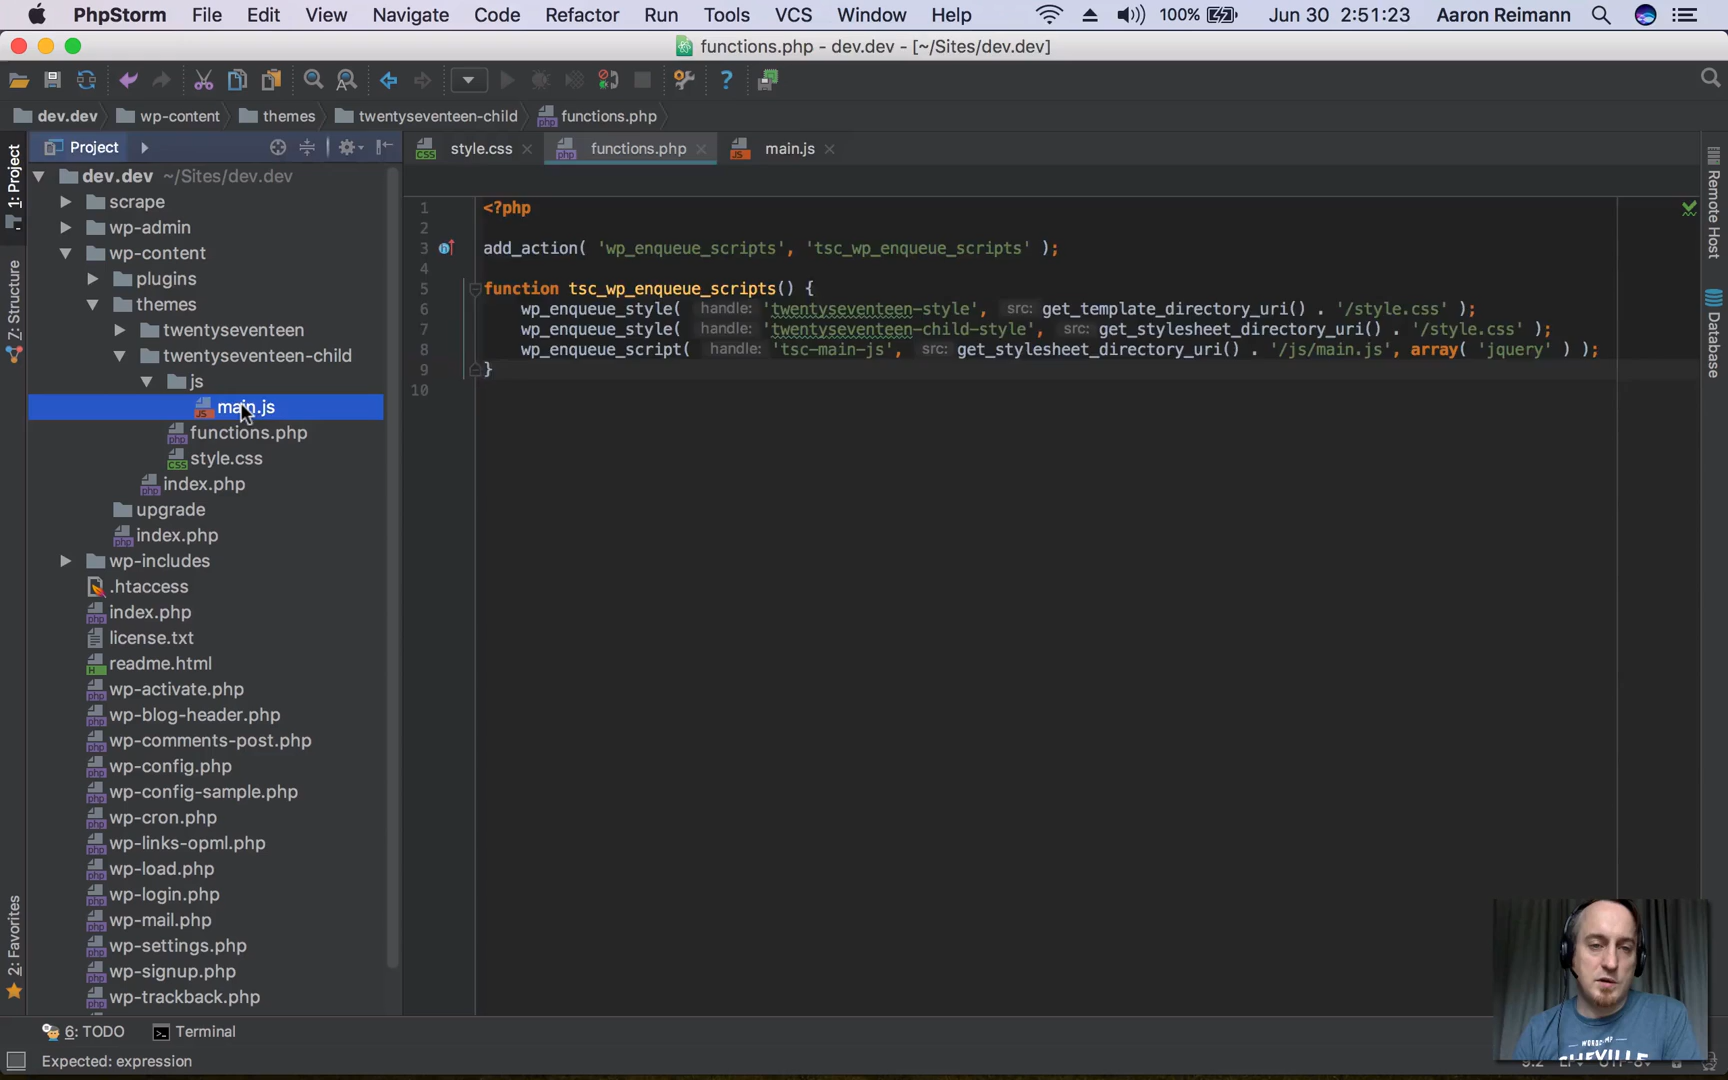 PhpStorm File Edit View Navigate Code Refactor Run Tools VCS Window Help 100% Jun 30 2:51:23 Aaron Reimann
functions.php - dev.dev - [~/Sites/dev.dev]
dev.dev wp-content themes twentyseventeen-child functions.php
Project
style.css functions.php main.js
1: Project
Z: Structure
2: Favorites
dev.dev ~/Sites/dev.dev
scrape
wp-admin
wp-content
plugins
themes
twentyseventeen
twentyseventeen-child
js
main.js
functions.php
style.css
index.php
upgrade
index.php
wp-includes
.htaccess
index.php
license.txt
readme.html
wp-activate.php
wp-blog-header.php
wp-comments-post.php
wp-config.php
wp-config-sample.php
wp-cron.php
wp-links-opml.php
wp-load.php
wp-login.php
wp-mail.php
wp-settings.php
wp-signup.php
wp-trackback.php
1 <?php
2
3 add_action( 'wp_enqueue_scripts', 'tsc_wp_enqueue_scripts' );
4
5 function tsc_wp_enqueue_scripts() {
6 wp_enqueue_style( handle: 'twentyseventeen-style', src: get_template_directory_uri() . '/style.css' );
7 wp_enqueue_style( handle: 'twentyseventeen-child-style', src: get_stylesheet_directory_uri() . '/style.css' );
8 wp_enqueue_script( handle: 'tsc-main-js', src: get_stylesheet_directory_uri() . '/js/main.js', array( 'jquery' ) );
9 }
10
Remote Host
Database
6: TODO Terminal
Expected: expression